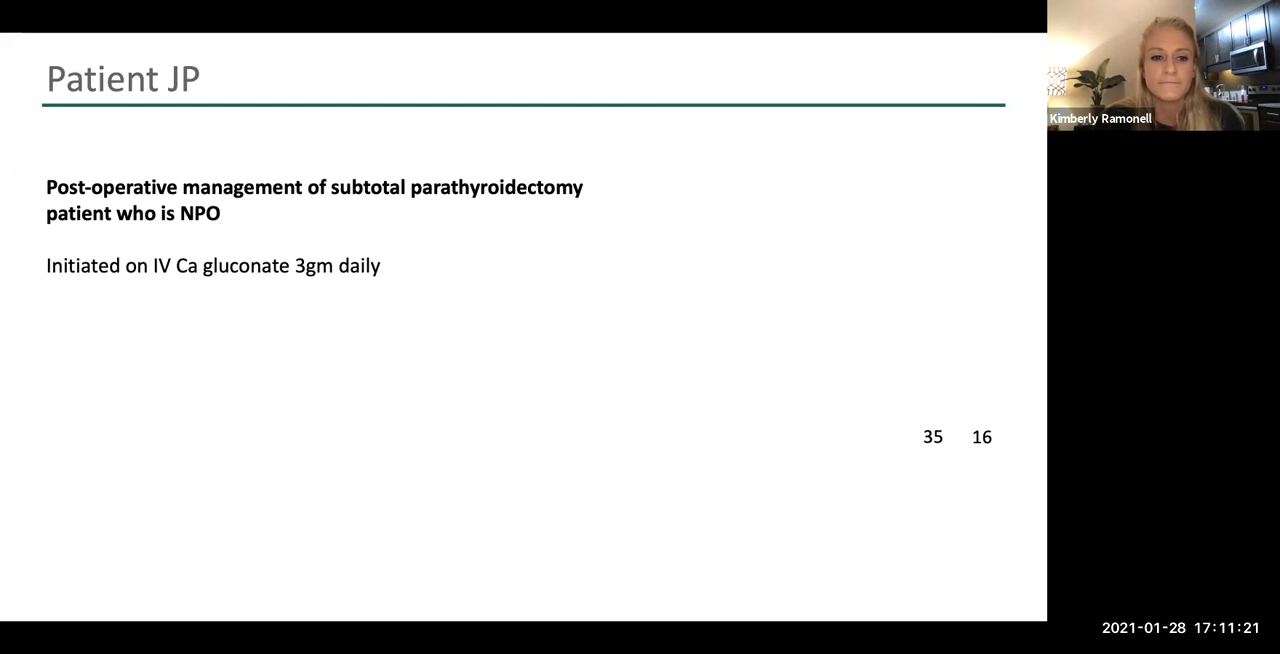 Patient JP
Kimberly Ramonell
Post-operative management of subtotal parathyroidectomy
patient who is NPO
Initiated on IV Ca gluconate 3gm daily
35 16
2021-01-28 17:11:21